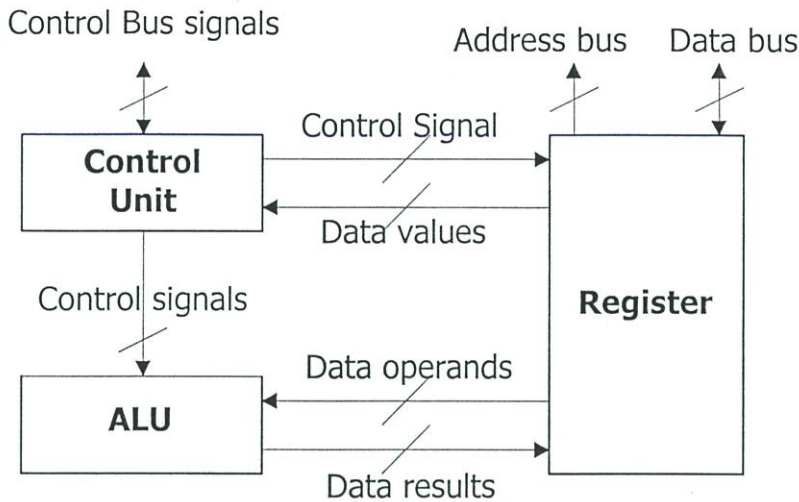 Control Bus signals
Address bus
Data bus
Control Signal
Control
Unit
Data values
Control signals
Register
Data operands
ALU
Data results